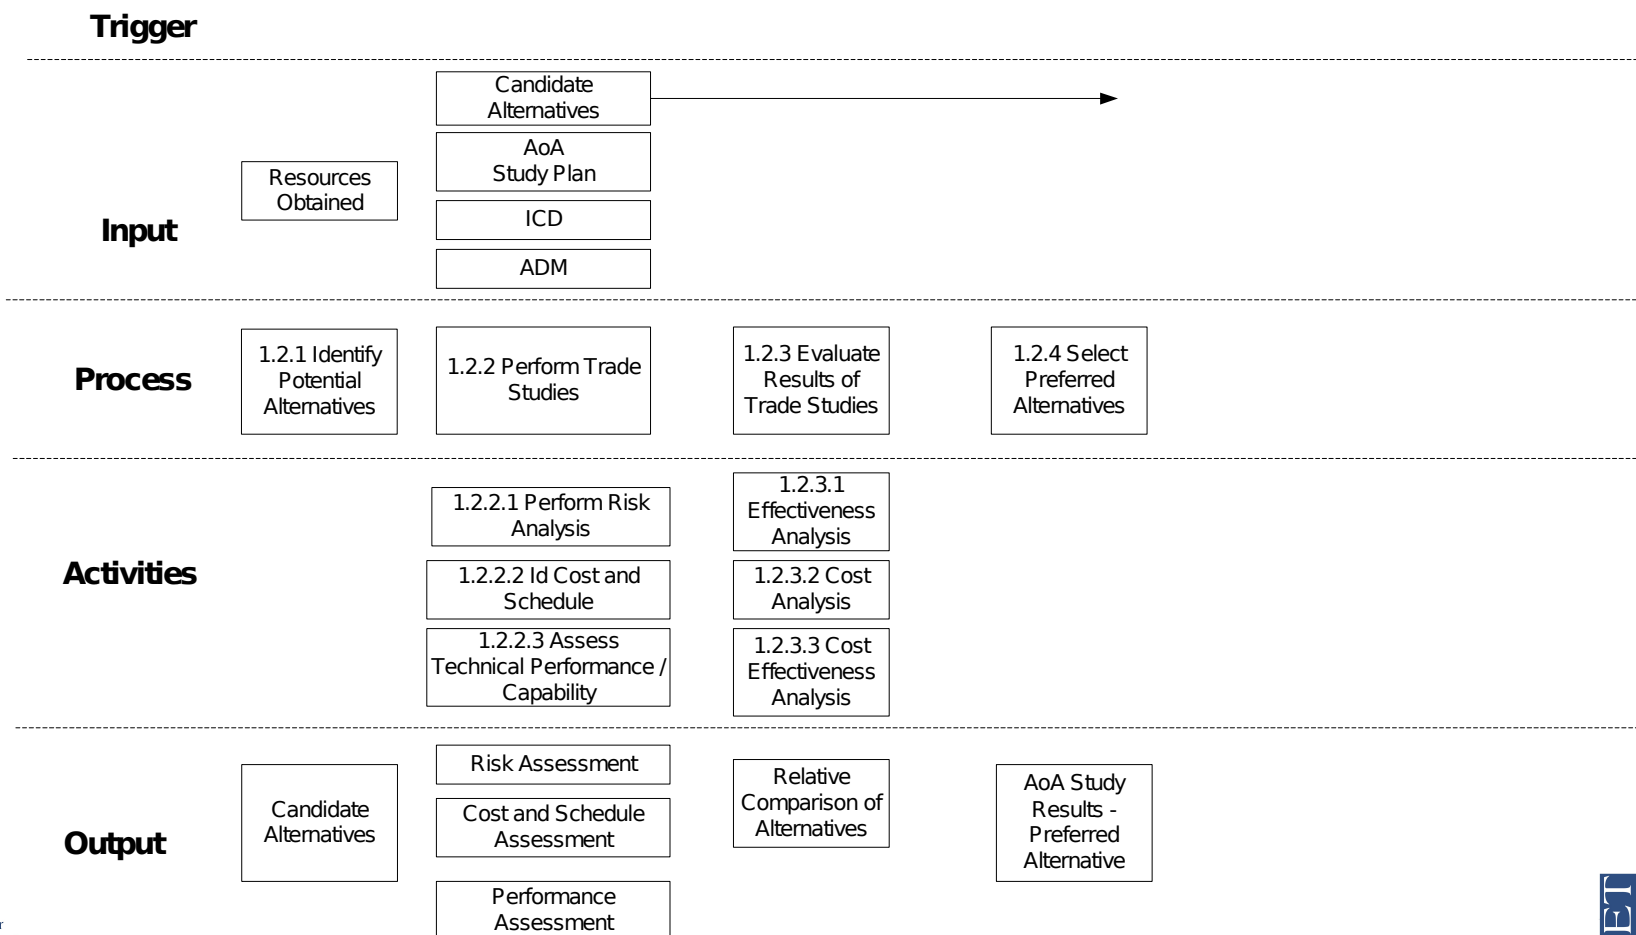 Trigger
Candidate
Alternatives
AoA
Study Plan
Resources
Obtained
ICD
Input
ADM
1.2.1 Identify
Potential
Alternatives
1.2.2 Perform Trade
Studies
1.2.3 Evaluate
Results of
Trade Studies
1.2.4 Select
Preferred
Alternatives
Process
1.2.2.1 Perform Risk
Analysis
1.2.3.1
Effectiveness
Analysis
Activities
1.2.2.2 Id Cost and
Schedule
1.2.3.2 Cost
Analysis
1.2.2.3 Assess
Technical Performance /
Capability
1.2.3.3 Cost
Effectiveness
Analysis
Output
Candidate
Alternatives
Risk Assessment
Cost and Schedule
Assessment
Performance
Assessment
Relative
Comparison of
Alternatives
AoA Study
Results -
Preferred
Alternative
r
ET